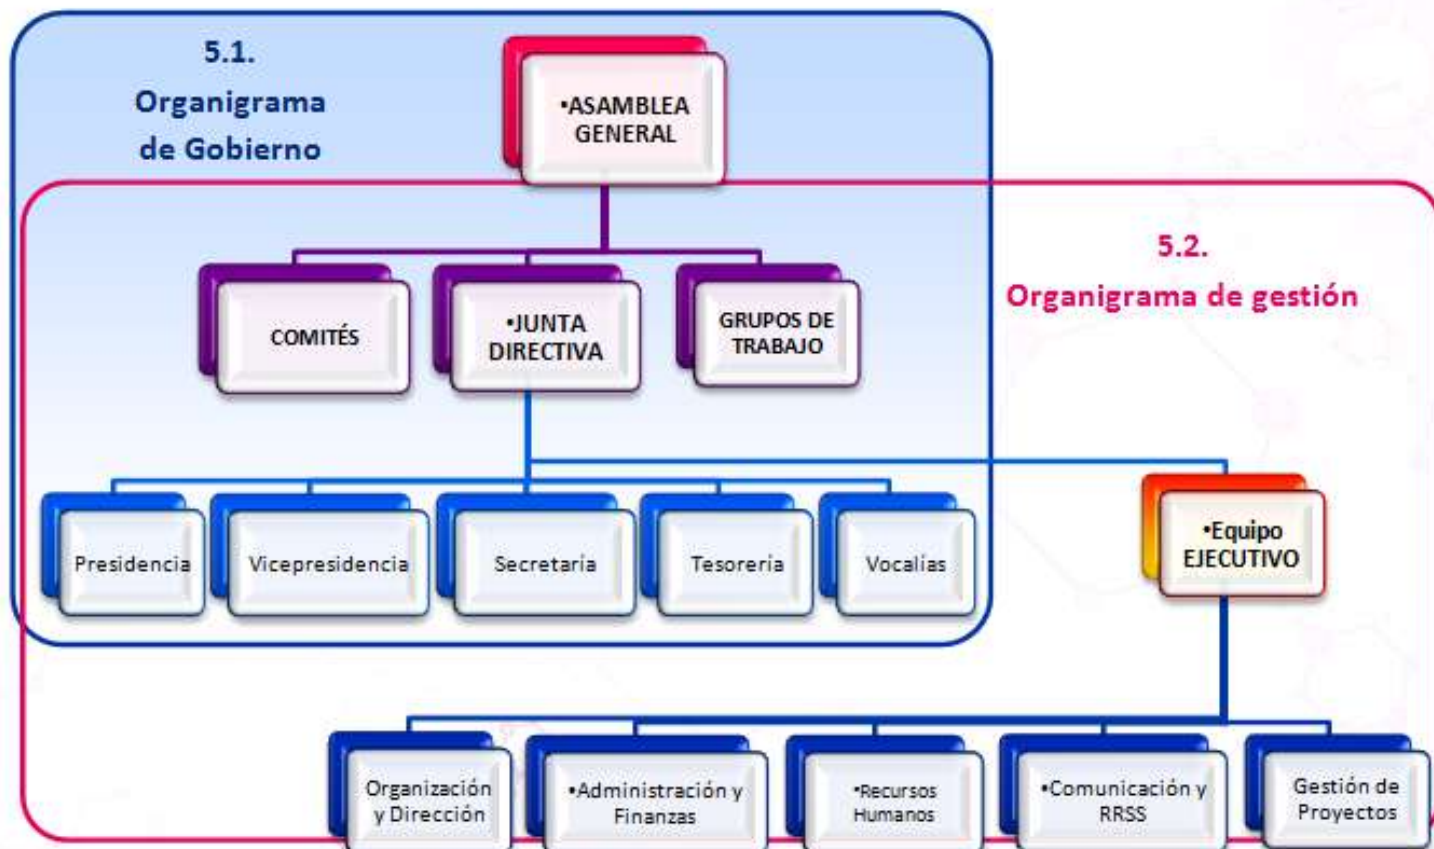 5.1.
Organigrama
de Gobierno
•ASAMBLEA
GENERAL
5.2.
Organigrama de gestión
COMITÉS
•JUNTA
DIRECTIVA
GRUPOS DE
TRABAJO
Presidencia
Vicepresidencia
Secretaría
Tesorería
Vocalías
•Equipo
EJECUTIVO
Organización
y Dirección
•Administración y
Finanzas
•Recursos
Humanos
•Comunicación y
RRSS
Gestión de
Proyectos